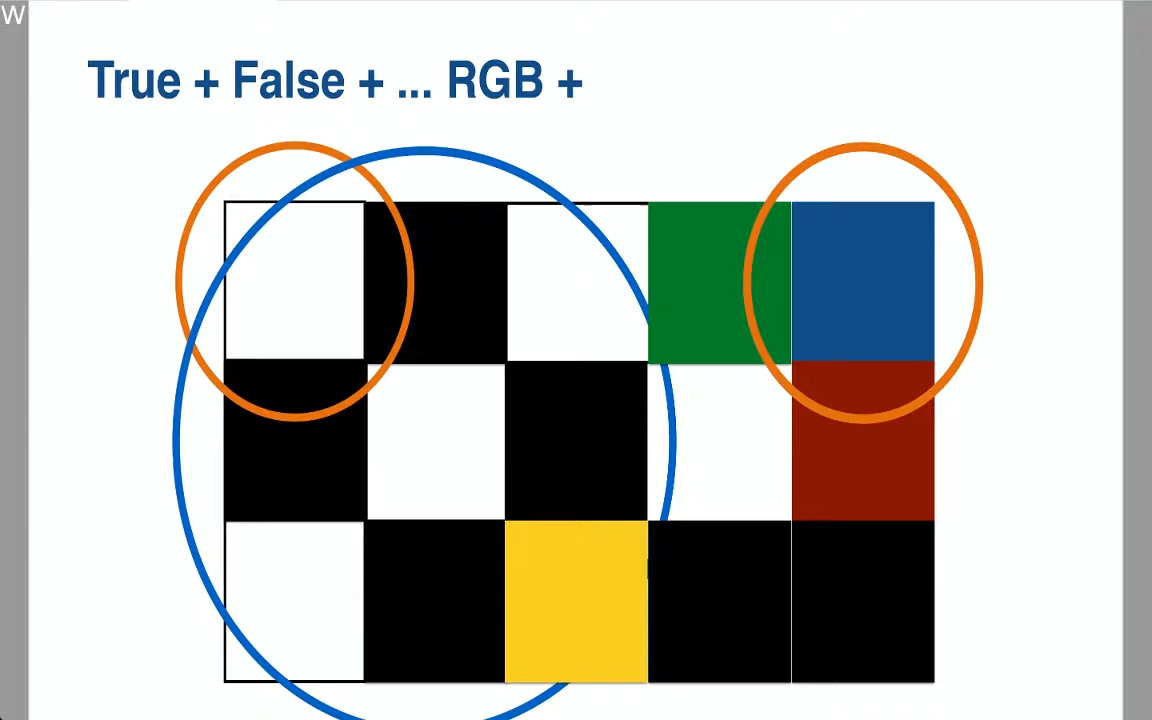 W
True + False + ... RGB +